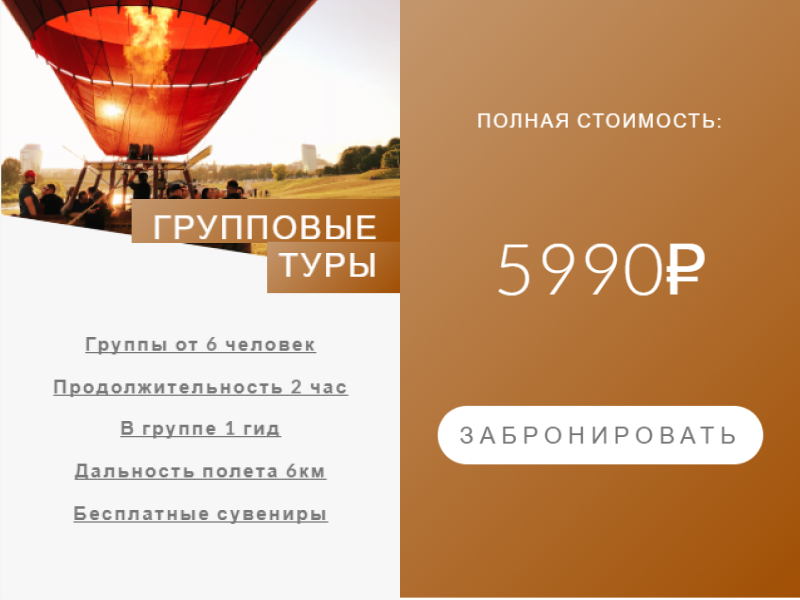 ГРУППОВЫЕ
ТУРЫ
Группы от 6 человек
Продолжительность 2 час
В группе 1 гид
Дальность полета 6км
Бесплатные сувениры
ПОЛНАЯ СТОИМОСТЬ:
5990₽
ЗАБРОНИРОВАТЬ